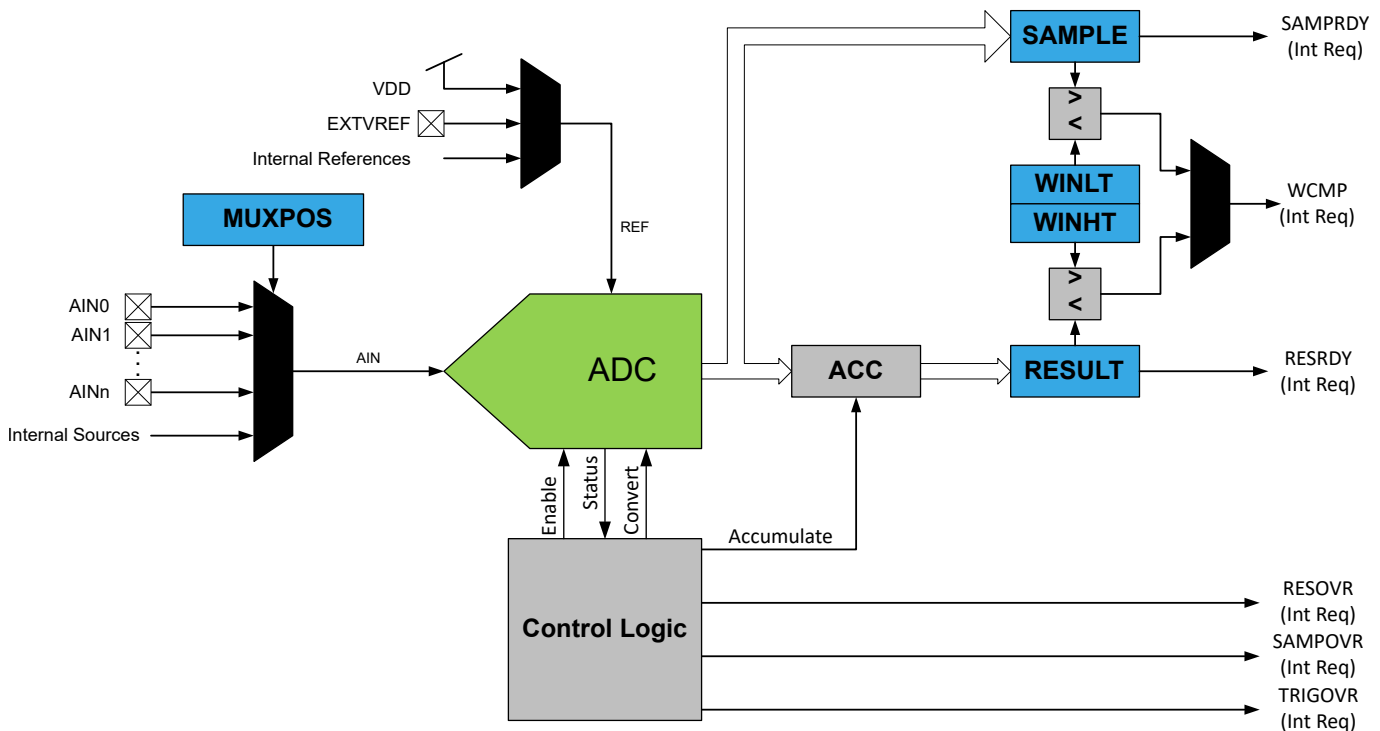 SAMPLE
SAMPRDY
(Int Req)
VDD
EXTVREF
Internal References
>
<
WINLT
WINHT
WCMP
(Int Req)
MUXPOS
REF
>
<
AIN0
AIN1
AINn
Internal Sources
AIN
ADC
ACC
RESULT
RESRDY
(Int Req)
Enable
Status
Convert
Accumulate
Control Logic
RESOVR
(Int Req)
SAMPOVR
(Int Req)
TRIGOVR
(Int Req)